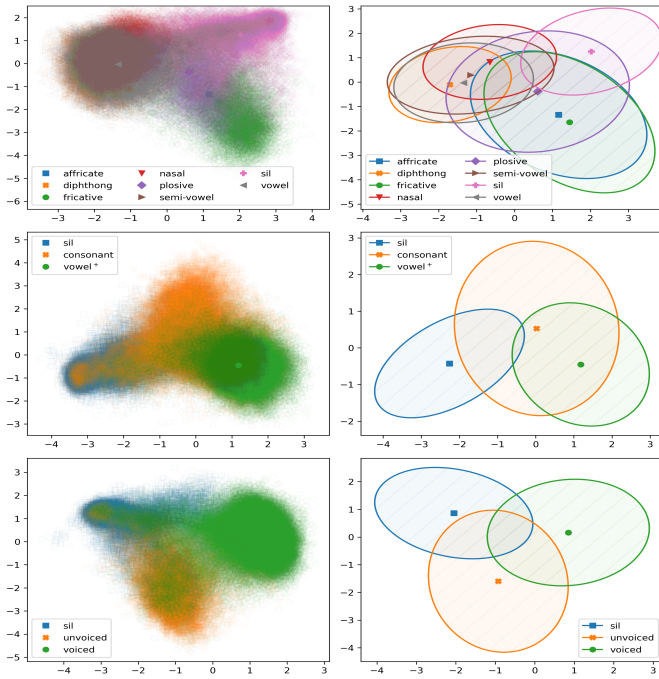 2
1
0
−1
−2
−3
−4
−5
−6
−4 −3 −2 −1 0 1 2 3 4
affricate nasal sil
diphthong plosive vowel
fricative semi-vowel
3
2
1
0
−1
−2
−3
−4
−5
−4 −3 −2 −1 0 1 2 3
affricate plosive
diphthong semi-vowel
fricative sil
nasal vowel
5
4
3
2
1
0
−1
−2
−3
−4 −2 0 2
sil
consonant
vowel⁺
3
2
1
0
−1
−2
−4 −3 −2 −1 0 1 2 3
sil
consonant
vowel⁺
3
2
1
0
−1
−2
−3
−4
−5
−4 −3 −2 −1 0 1 2 3
sil
unvoiced
voiced
2
1
0
−1
−2
−3
−4
−4 −3 −2 −1 0 1 2 3
sil
unvoiced
voiced